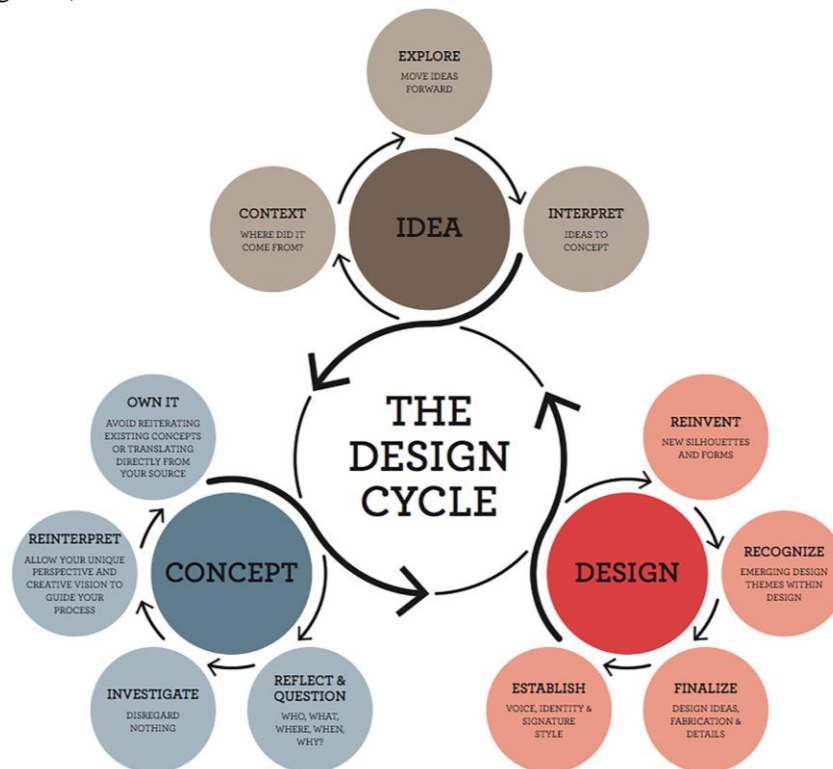 EXPLORE
MOVE IDEAS
FORWARD
CONTEXT
WHERE DID IT
COME FROM?
IDEA
INTERPRET
IDEAS TO
CONCEPT
THE
DESIGN
CYCLE
OWN IT
AVOID REITERATING
EXISTING CONCEPTS
OR TRANSLATING
DIRECTLY FROM
YOUR SOURCE
REINTERPRET
ALLOW YOUR UNIQUE
PERSPECTIVE AND
CREATIVE VISION TO
GUIDE YOUR
PROCESS
CONCEPT
INVESTIGATE
DISREGARD
NOTHING
REFLECT &
QUESTION
WHO, WHAT,
WHERE, WHEN,
WHY?
REINVENT
NEW SILHOUETTES
AND FORMS
DESIGN
RECOGNIZE
EMERGING DESIGN
THEMES WITHIN
DESIGN
ESTABLISH
VOICE, IDENTITY &
SIGNATURE
STYLE
FINALIZE
DESIGN IDEAS,
FABRICATION &
DETAILS